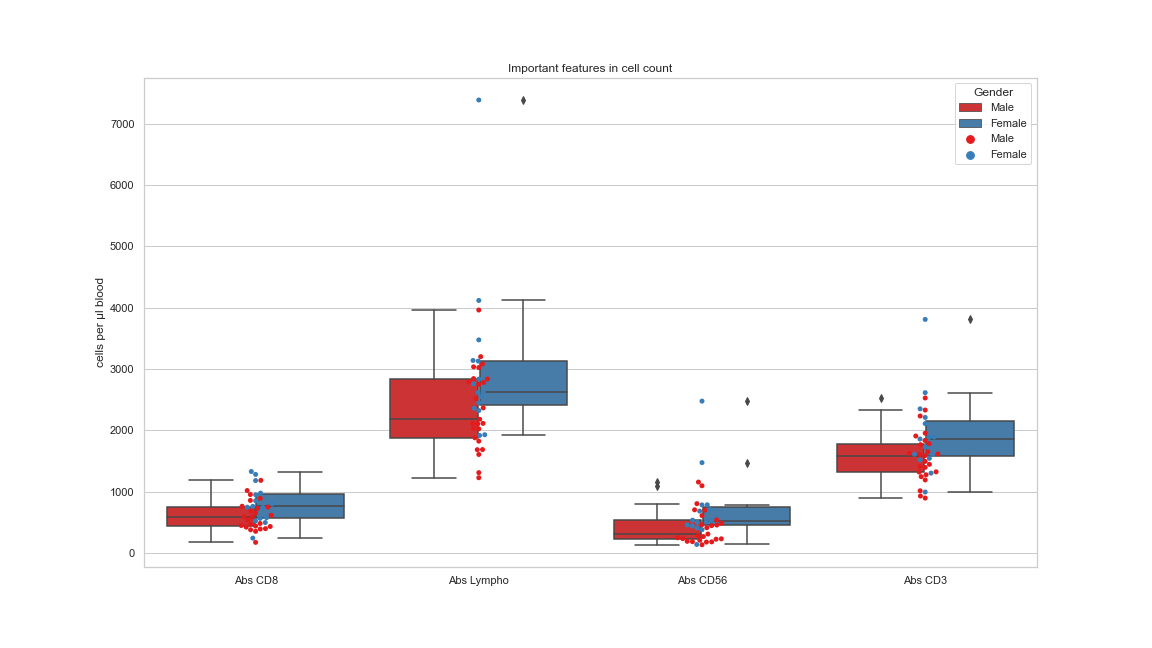 Important features in cell count
Gender
Male
Female
Male
Female
cells per µl blood
7000
6000
5000
4000
3000
2000
1000
0
Abs CD8
Abs Lympho
Abs CD56
Abs CD3